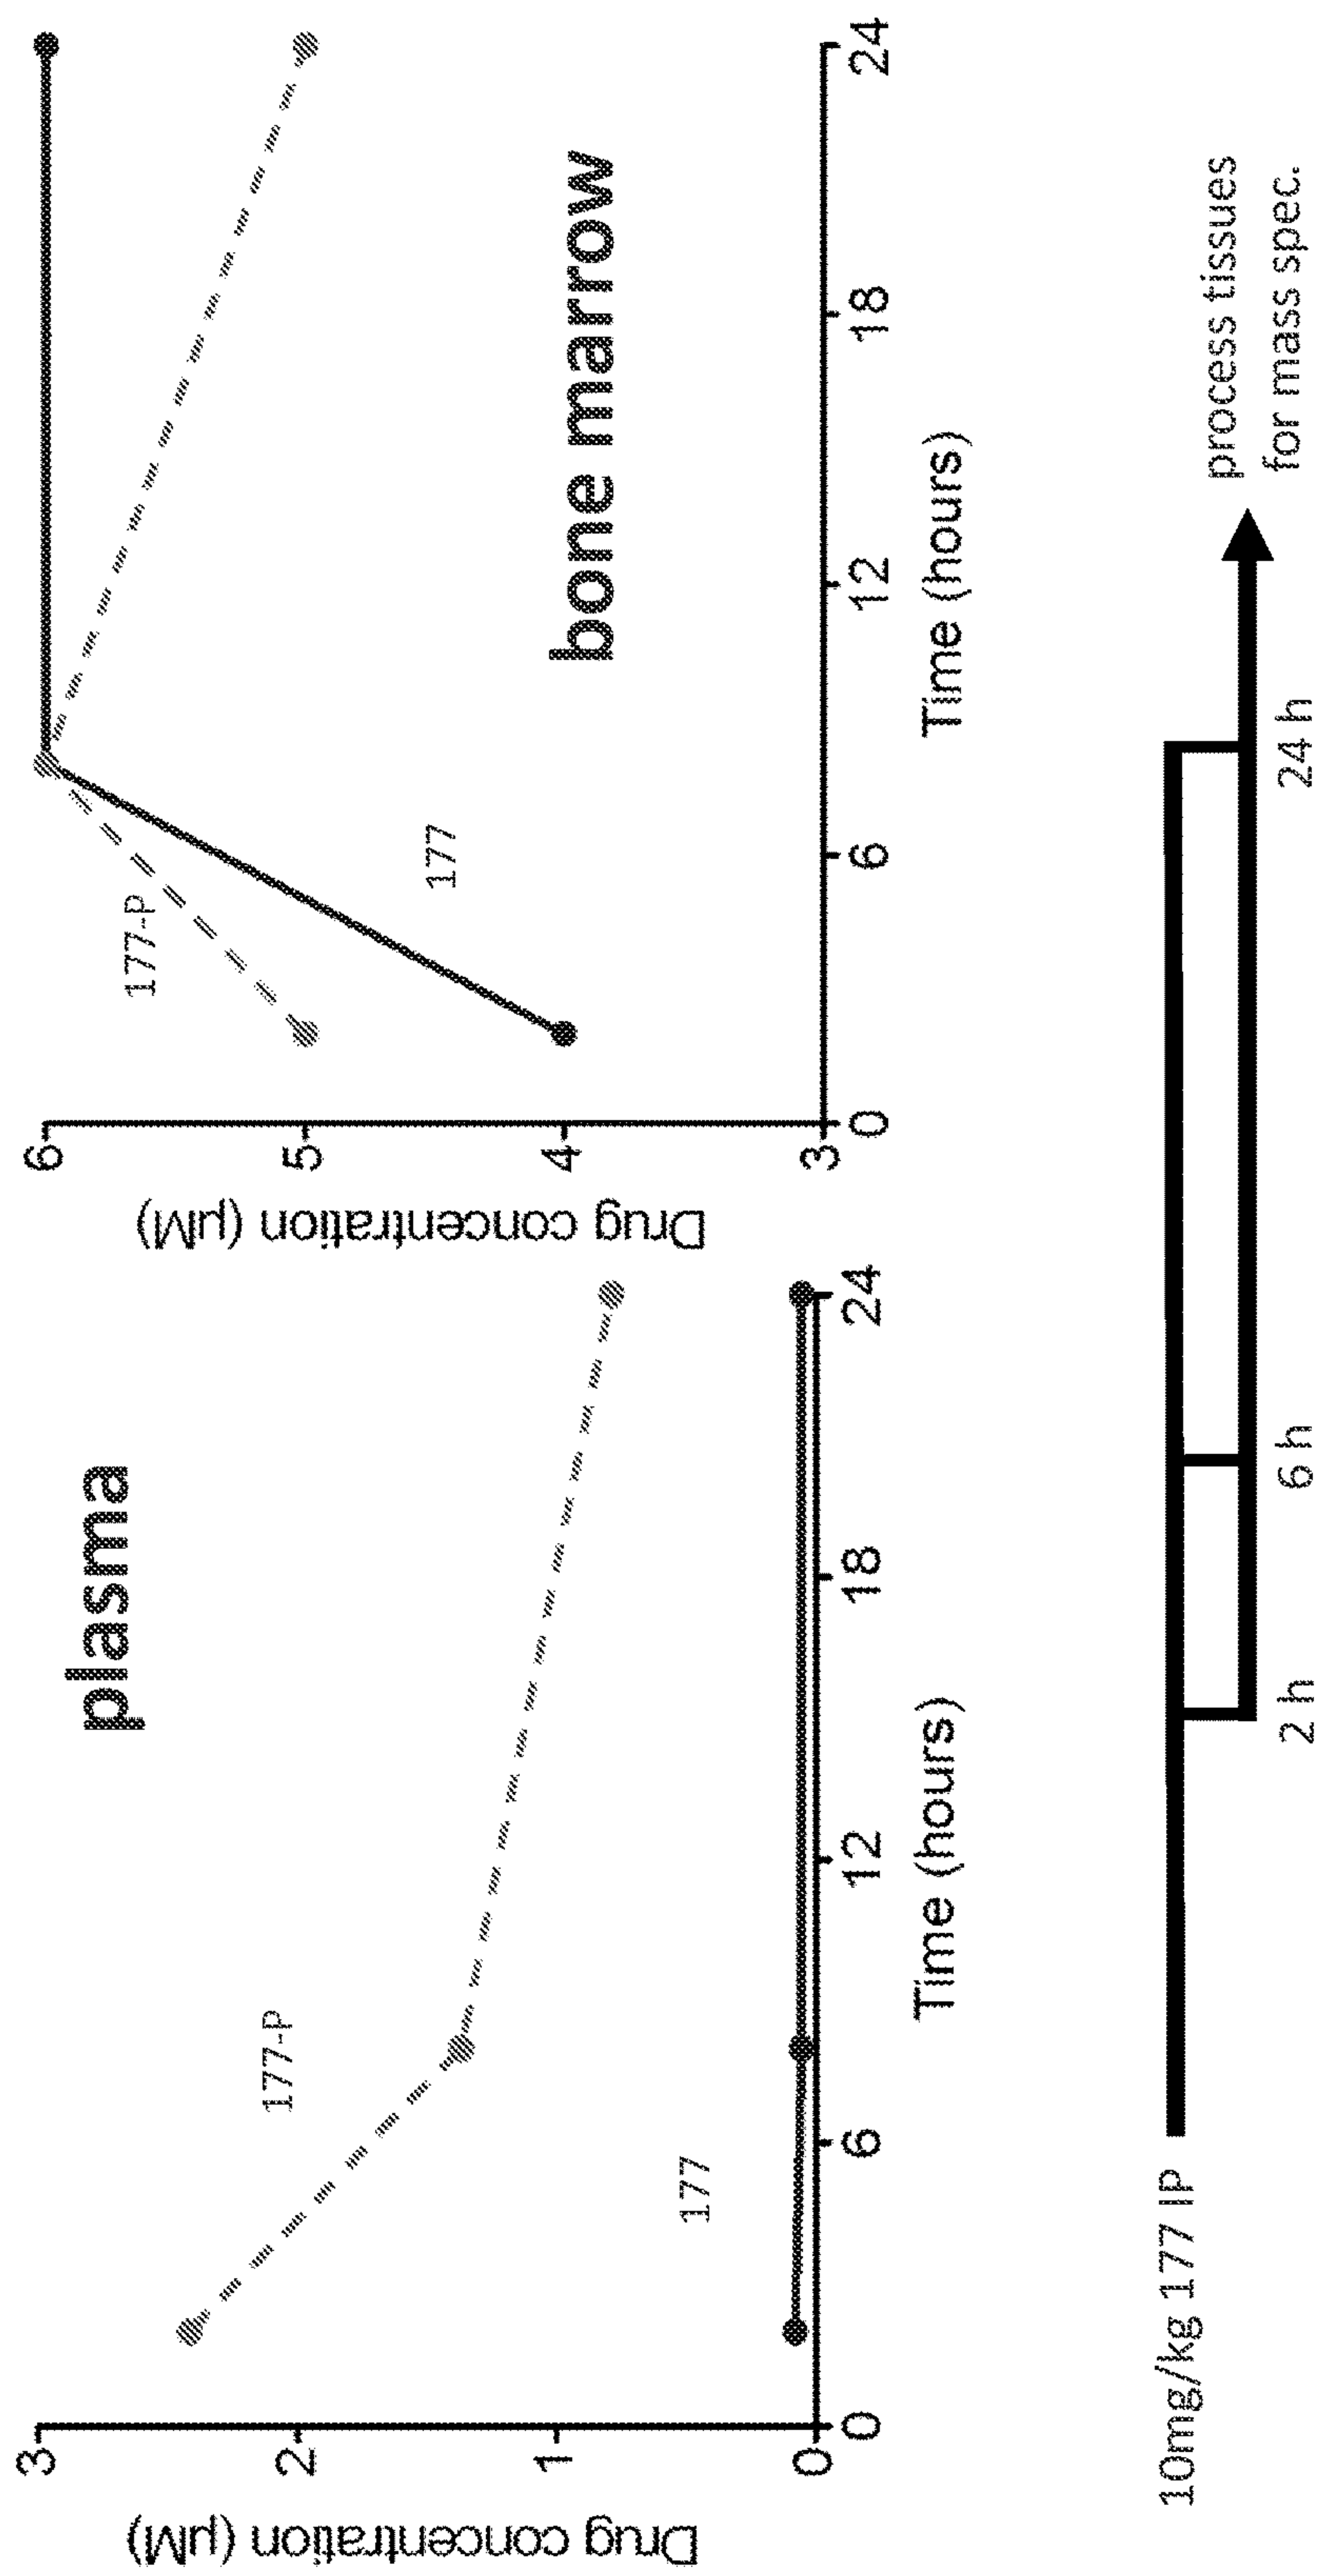 plasma
Drug concentration (µM)
3
2
1
0
177-P
177
0
6
12
18
24
Time (hours)
bone marrow
Drug concentration (µM)
6
5
4
3
177-P
177
0
6
12
18
24
Time (hours)
10mg/kg 177 IP
2 h
6 h
24 h
process tissues
for mass spec.